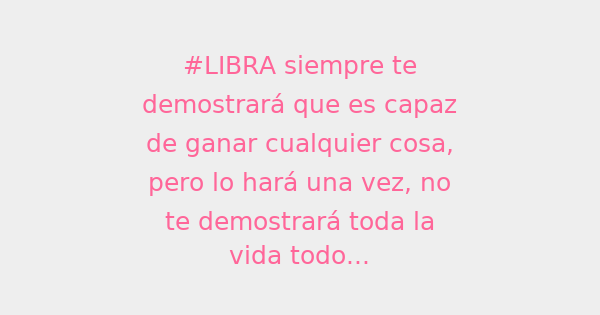 #LIBRA siempre te
demostrará que es capaz
de ganar cualquier cosa,
pero lo hará una vez, no
te demostrará toda la
vida todo...